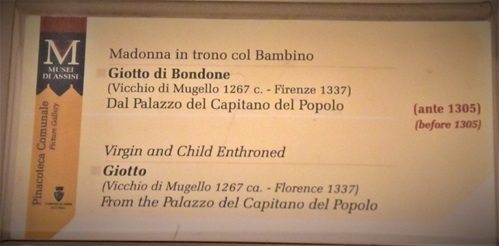 M
MUSEI
DI ASSISI
Pinacoteca Comunale
Picture Gallery
Madonna in trono col Bambino
Giotto di Bondone
(Vicchio di Mugello 1267 c. - Firenze 1337)
Dal Palazzo del Capitano del Popolo (ante 1305)
(before 1305)
Virgin and Child Enthroned
Giotto
(Vicchio di Mugello 1267 ca. - Florence 1337)
From the Palazzo del Capitano del Popolo